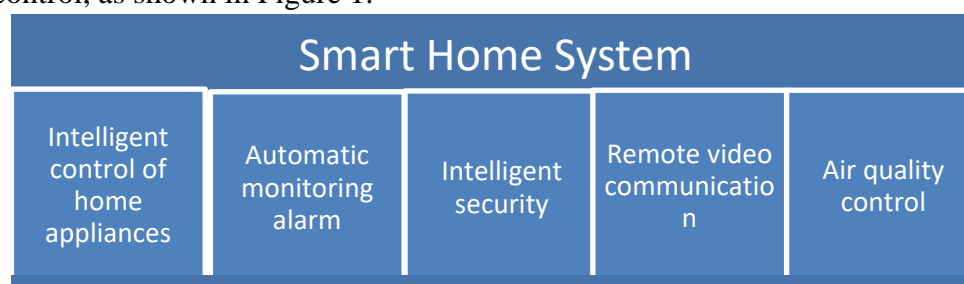 control, as shown in Figure 1.
Smart Home System
Intelligent
control of
home
appliances
Automatic
monitoring
alarm
Intelligent
security
Remote video
communicatio
n
Air quality
control